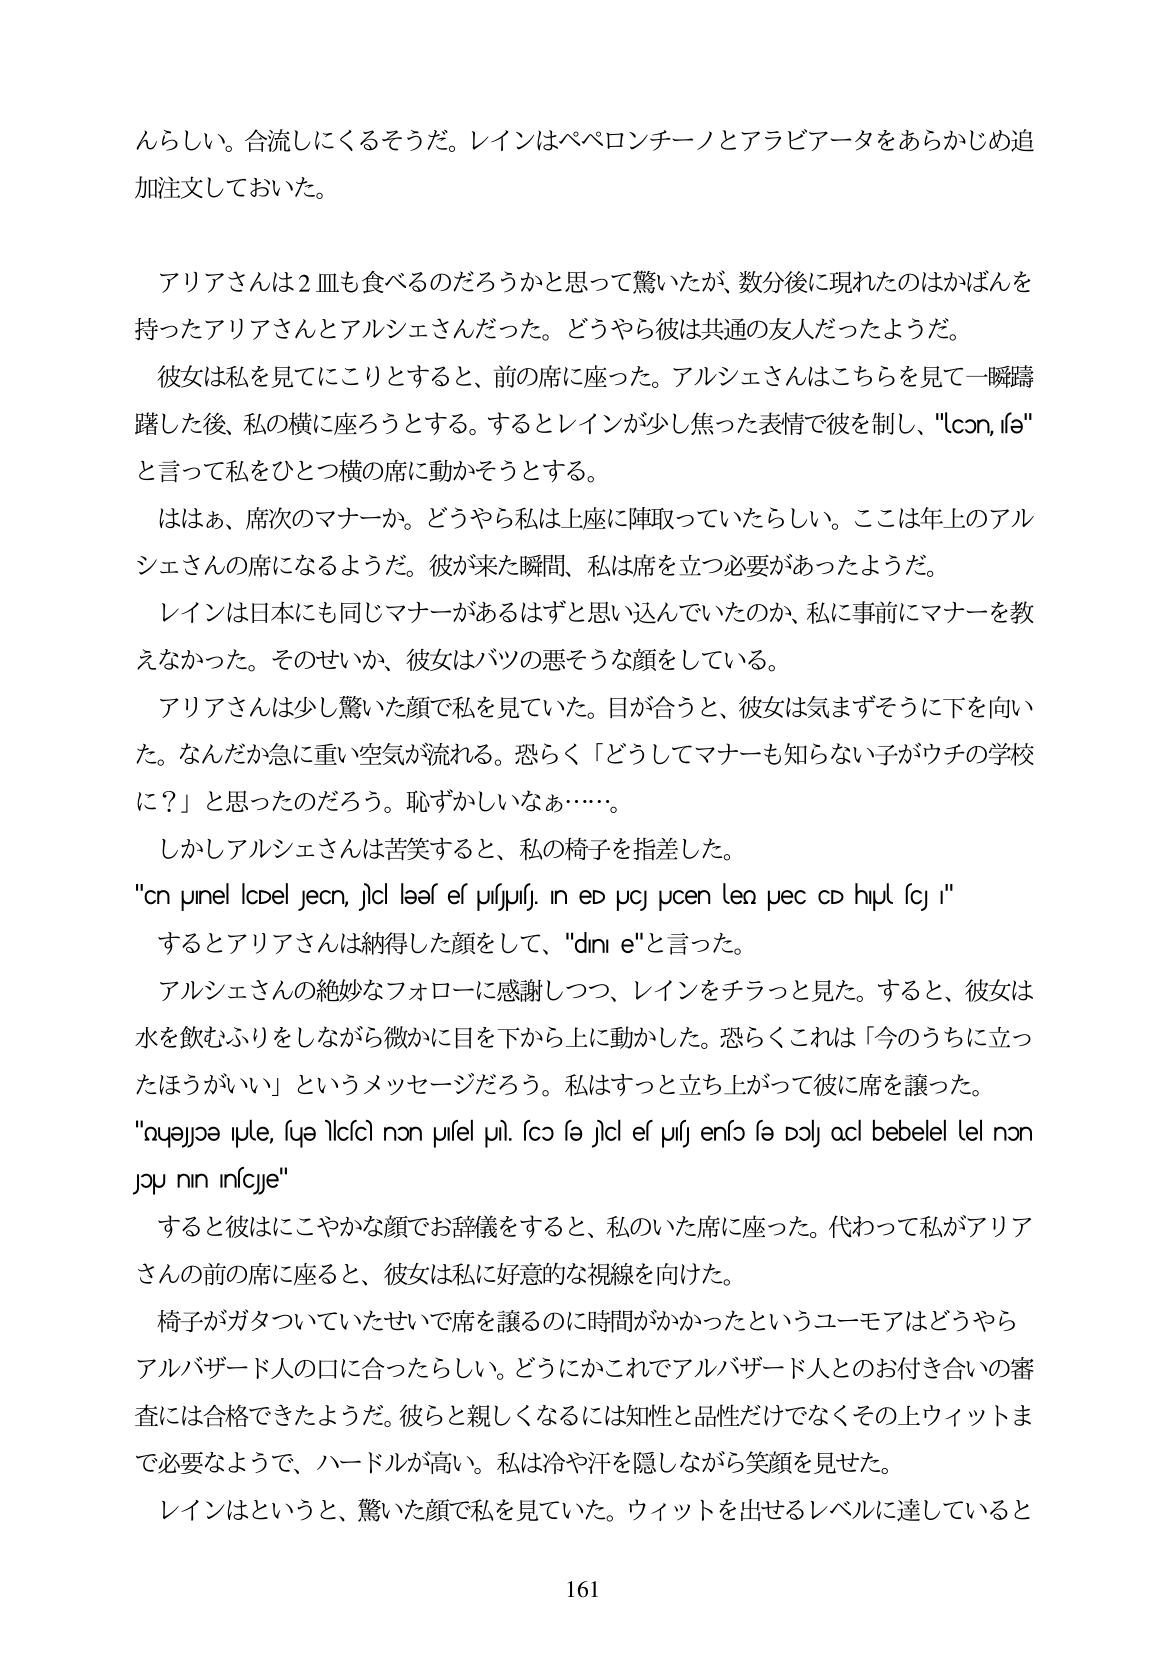 んらしい。合流しにくるそうだ。レインはペペロンチーノとアラビアータをあらかじめ追
加注文しておいた。
アリアさんは2皿も食べるのだろうかと思って驚いたが、数分後に現れたのはかばんを
持ったアリアさんとアルシェさんだった。どうやら彼は共通の友人だったようだ。
彼女は私を見てにこりとすると、前の席に座った。アルシェさんはこちらを見て一瞬躊
躇した後、私の横に座ろうとする。するとレインが少し焦った表情で彼を制し、
と言って私をひとつ横の席に動かそうとする。
ははぁ、席次のマナーか。どうやら私は上座に陣取っていたらしい。ここは年上のアル
シェさんの席になるようだ。彼が来た瞬間、私は席を立つ必要があったようだ。
レインは日本にも同じマナーがあるはずと思い込んでいたのか、私に事前にマナーを教
えなかった。そのせいか、彼女はバツの悪そうな顔をしている。
アリアさんは少し驚いた顔で私を見ていた。目が合うと、彼女は気まずそうに下を向い
た。なんだか急に重い空気が流れる。恐らく「どうしてマナーも知らない子がウチの学校
に？」と思ったのだろう。恥ずかしいなぁ……。
しかしアルシェさんは苦笑すると、私の椅子を指差した。
するとアリアさんは納得した顔をして、"dını e"と言った。
アルシェさんの絶妙なフォローに感謝しつつ、レインをチラっと見た。すると、彼女は
水を飲むふりをしながら微かに目を下から上に動かした。恐らくこれは「今のうちに立っ
たほうがいい」というメッセージだろう。私はすっと立ち上がって彼に席を譲った。
すると彼はにこやかな顔でお辞儀をすると、私のいた席に座った。代わって私がアリア
さんの前の席に座ると、彼女は私に好意的な視線を向けた。
椅子がガタついていたせいで席を譲るのに時間がかかったというユーモアはどうやら
アルバザード人の口に合ったらしい。どうにかこれでアルバザード人とのお付き合いの審
査には合格できたようだ。彼らと親しくなるには知性と品性だけでなくその上ウィットま
で必要なようで、ハードルが高い。私は冷や汗を隠しながら笑顔を見せた。
レインはというと、驚いた顔で私を見ていた。ウィットを出せるレベルに達していると
161